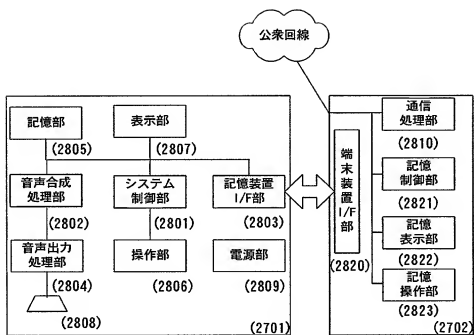 公衆回線
記憶部
(2805)
表示部
(2807)
音声合成
処理部
(2802)
システム
制御部
(2801)
記憶装置
I/F部
(2803)
音声出力
処理部
(2804)
操作部
(2806)
電源部
(2809)
(2808)
(2701)
端末装置I/F部
(2820)
通信
処理部
(2810)
記憶
制御部
(2821)
記憶
表示部
(2822)
記憶
操作部
(2823)
(2702)